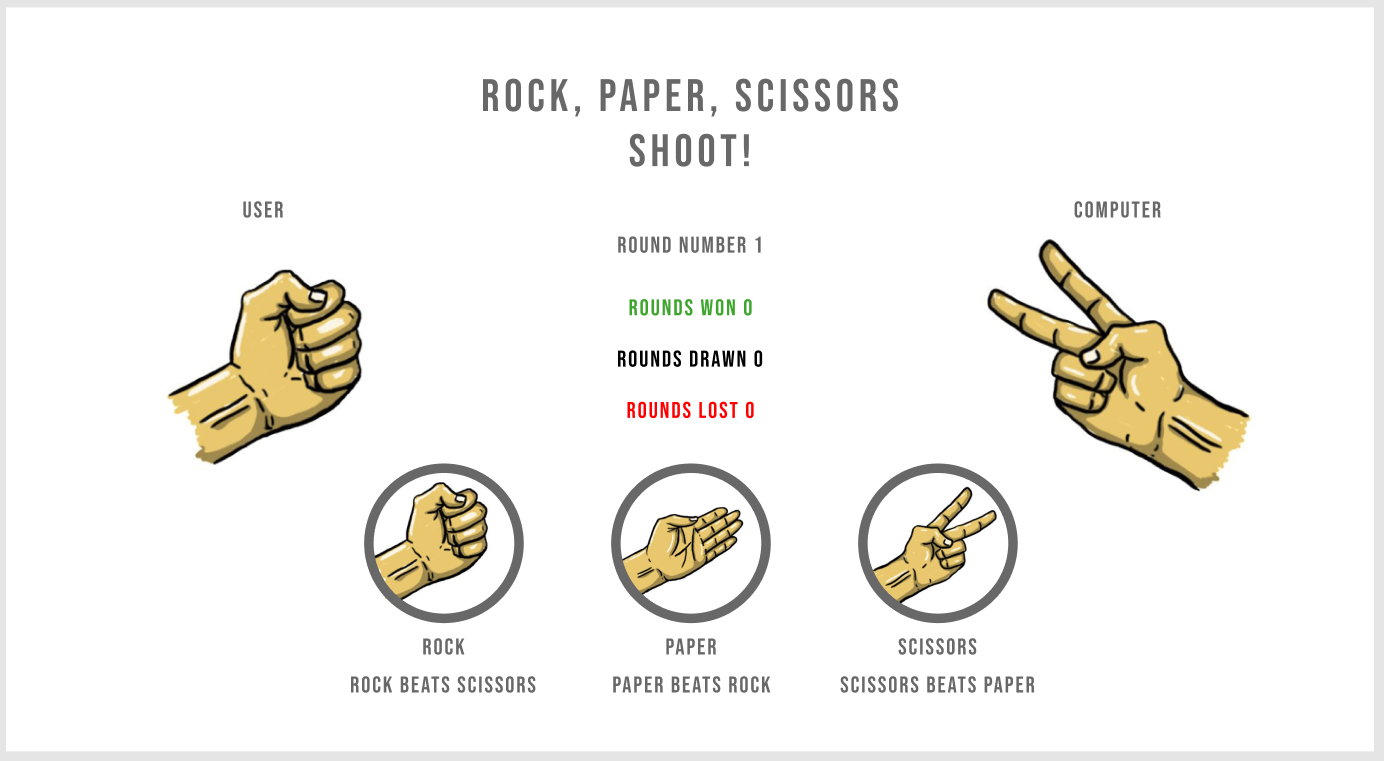 ROCK, PAPER, SCISSORS
SHOOT!
USER
COMPUTER
ROUND NUMBER 1
ROUNDS WON 0
ROUNDS DRAWN 0
ROUNDS LOST 0
ROCK
PAPER
SCISSORS
ROCK BEATS SCISSORS
PAPER BEATS ROCK
SCISSORS BEATS PAPER